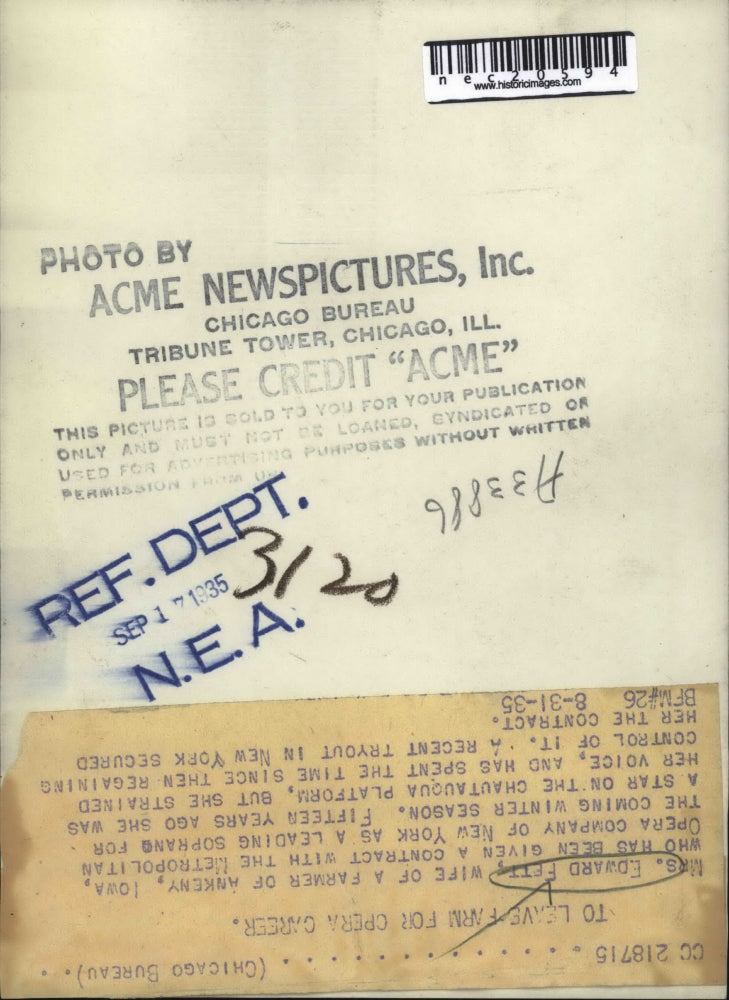 nec20594
www.historicimages.com
PHOTO BY
ACME NEWSPICTURES, Inc.
CHICAGO BUREAU
TRIBUNE TOWER, CHICAGO, ILL.
PLEASE CREDIT “ACME”
THIS PICTURE IS SOLD TO YOU FOR YOUR PUBLICATION
ONLY AND MUST NOT BE LOANED, SYNDICATED OR
USED FOR ADVERTISING PURPOSES WITHOUT WRITTEN
PERMISSION FROM US
A33886
REF. DEPT.
3120
SEP 17 1935
N.E.A.
CC 218715 . . . . . . . . . . . . . (CHICAGO BUREAU).
TO LEAVE FARM FOR OPERA CAREER.
MRS. EDWARD FETT, WIFE OF A FARMER OF ANKENY, IOWA,
WHO HAS BEEN GIVEN A CONTRACT WITH THE METROPOLITAN
OPERA COMPANY OF NEW YORK AS A LEADING SOPRANO FOR
THE COMING WINTER SEASON. FIFTEEN YEARS AGO SHE WAS
A STAR ON THE CHAUTAUQUA PLATFORM, BUT SHE STRAINED
HER VOICE, AND HAS SPENT THE TIME SINCE THEN REGAINING
CONTROL OF IT. A RECENT TRYOUT IN NEW YORK SECURED
HER THE CONTRACT.
BFM#26 8-31-35